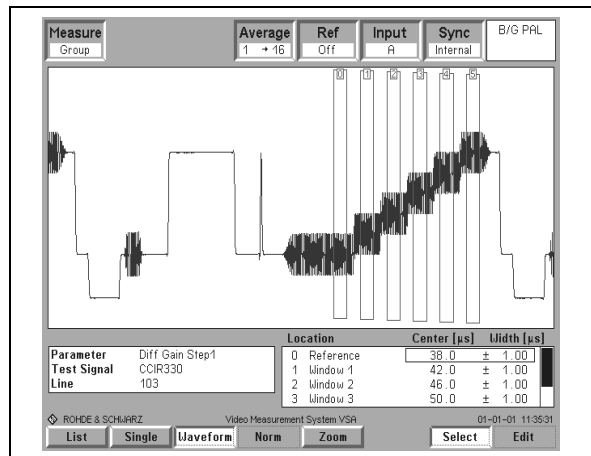 Measure Average Ref Input Sync B/G PAL
Group 1 → 16 Off A Internal
0 1 2 3 4 5
Location Center [µs] Width [µs]
Parameter Diff Gain Step1
Test Signal CCIR330
Line 103
0 Reference 38.0 ± 1.00
1 Window 1 42.0 ± 1.00
2 Window 2 46.0 ± 1.00
3 Window 3 50.0 ± 1.00
ROHDE & SCHWARZ Video Measurement System VSA 01-01-01 11:35:31
List Single Waveform Norm Zoom Select Edit